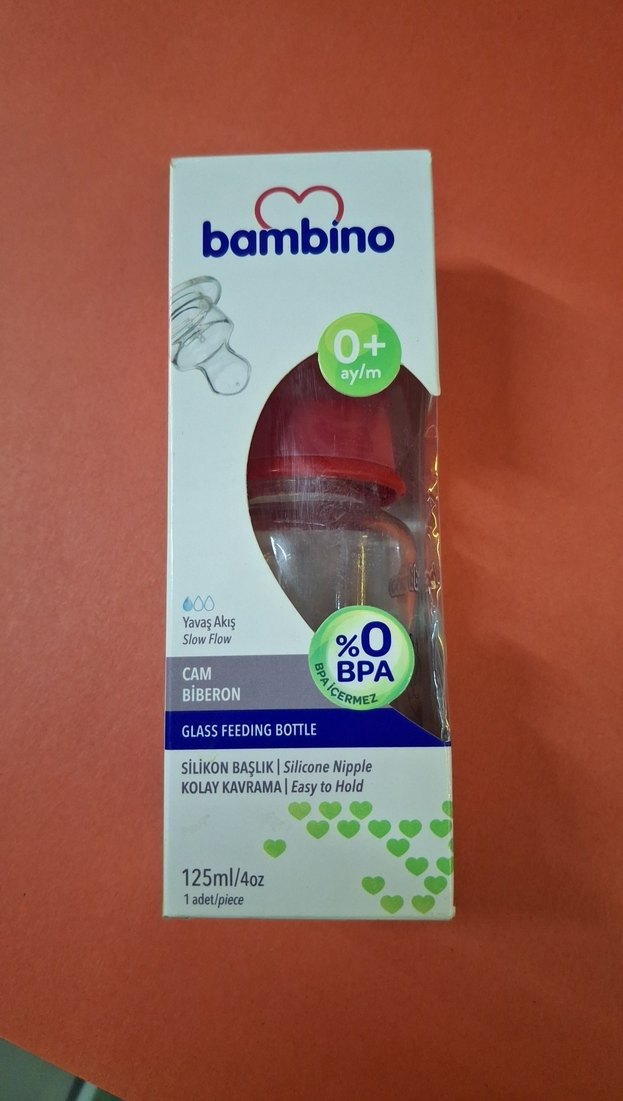 bambino
0+
ay/m
Yavaş Akış
Slow Flow
%0
BPA
BPA İÇERMEZ
CAM
BİBERON
GLASS FEEDING BOTTLE
SİLİKON BAŞLIK | Silicone Nipple
KOLAY KAVRAMA | Easy to Hold
125ml/4oz
1 adet/piece